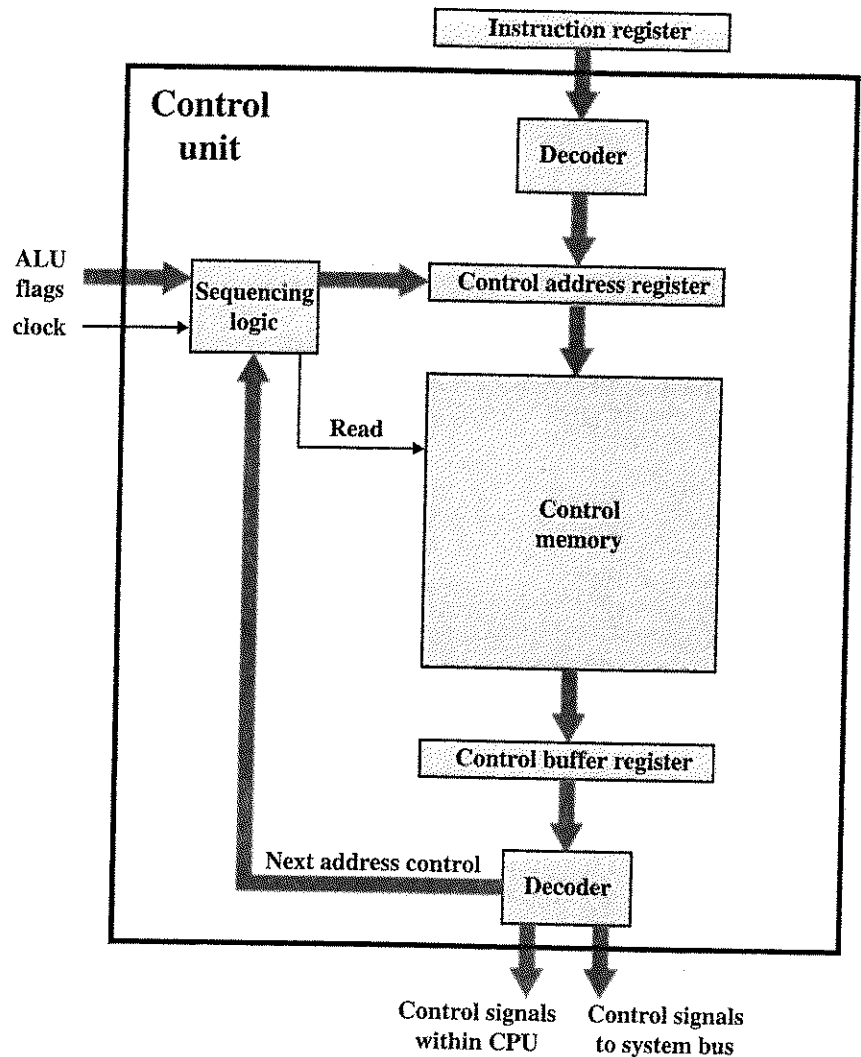 Instruction register
Control
unit
Decoder
ALU
flags
clock
Sequencing
logic
Control address register
Read
Control
memory
Control buffer register
Next address control
Decoder
Control signals
within CPU
Control signals
to system bus